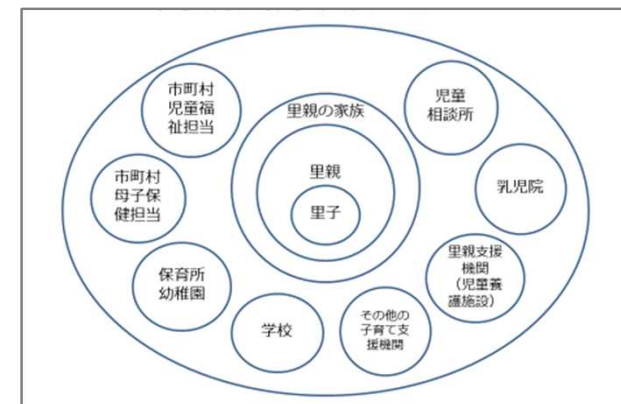 市町村
児童福
祉担当
里親の家族
児童
相談所
里親
里子
市町村
母子保
健担当
乳児院
保育所
幼稚園
里親支援
機関
（児童養
護施設）
学校
その他の
子育て支
援機関